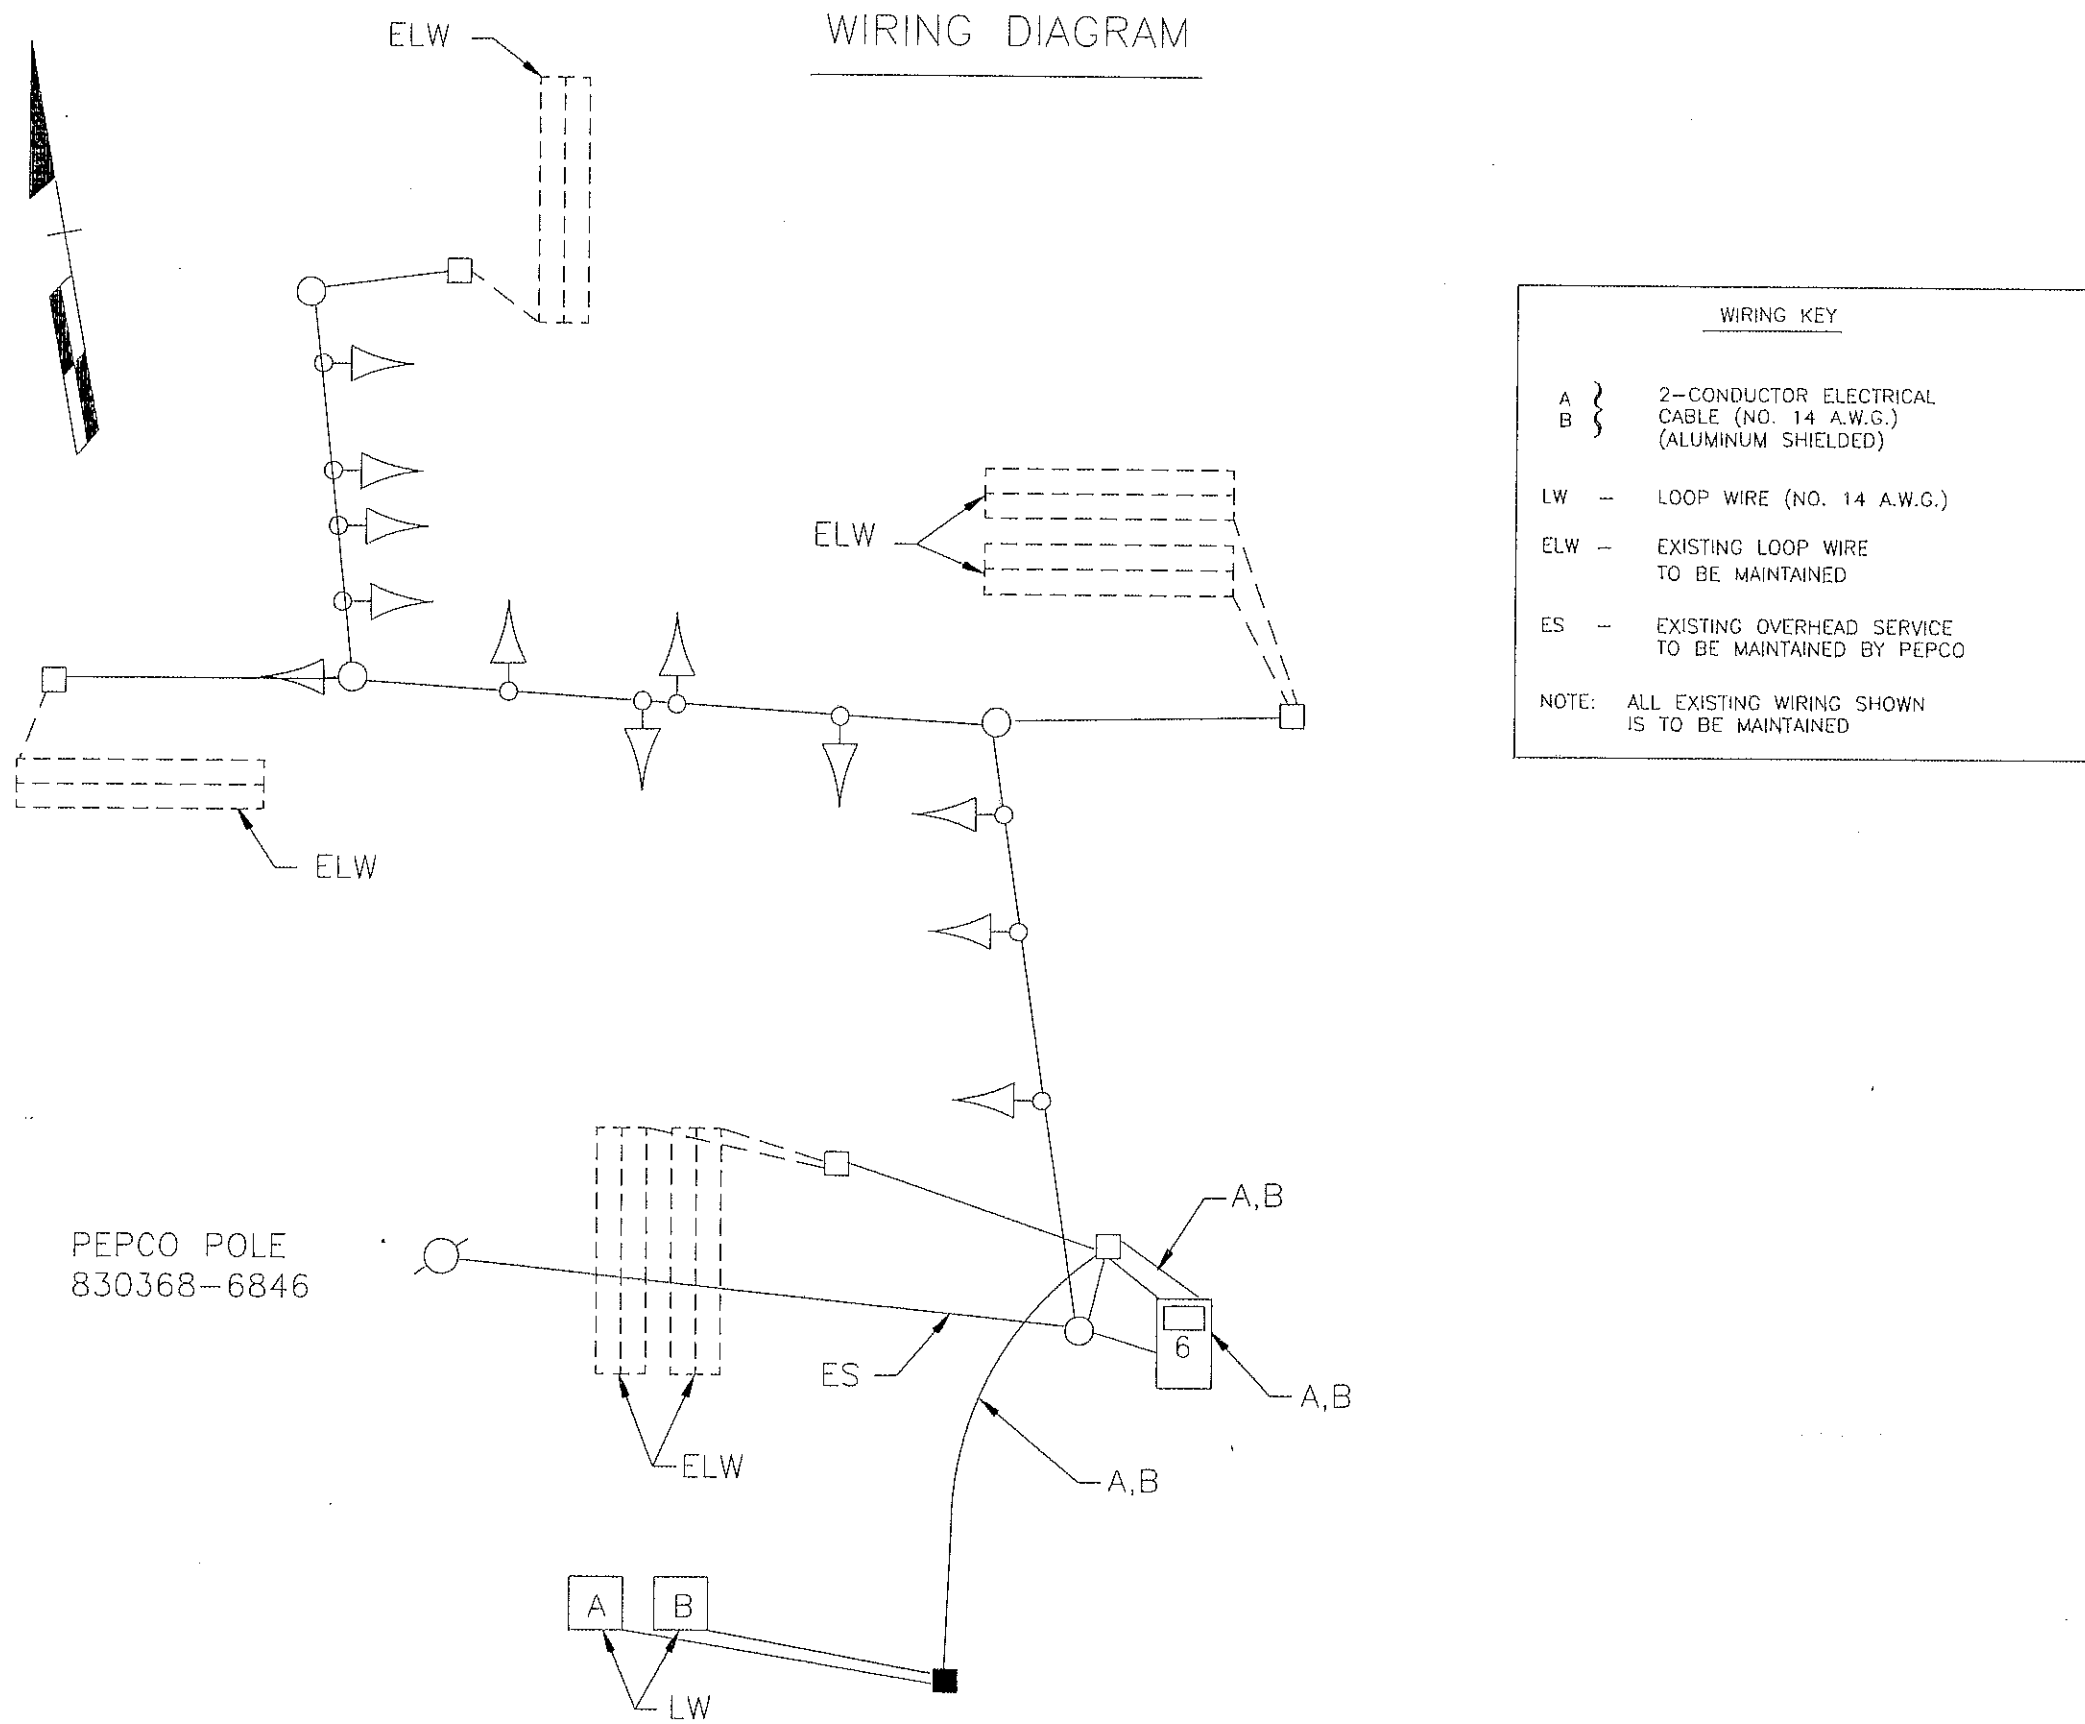 WIRING DIAGRAM
ELW
WIRING KEY
A
B
2-CONDUCTOR ELECTRICAL
CABLE (NO. 14 A.W.G.)
(ALUMINUM SHIELDED)
LW - LOOP WIRE (NO. 14 A.W.G.)
ELW - EXISTING LOOP WIRE
TO BE MAINTAINED
ES - EXISTING OVERHEAD SERVICE
TO BE MAINTAINED BY PEPCO
NOTE: ALL EXISTING WIRING SHOWN
IS TO BE MAINTAINED
ELW
ELW
A,B
PEPCO POLE
830368-6846
6
ES
A,B
ELW
A,B
A
B
LW